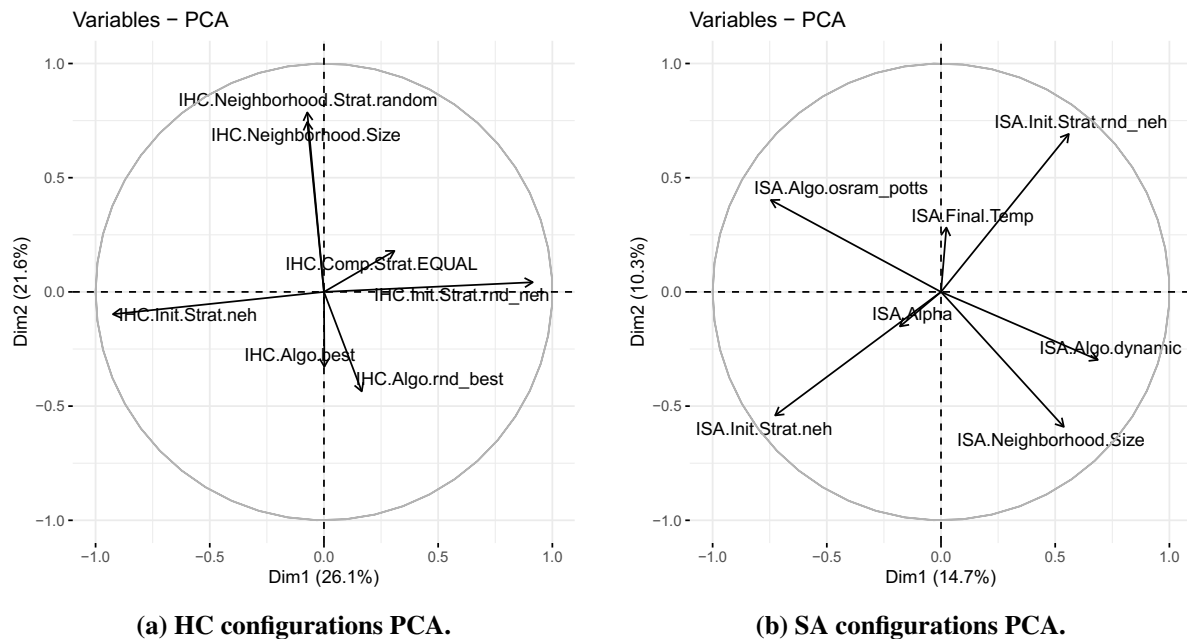 Variables − PCA
1.0
IHC.Neighborhood.Strat.random
IHC.Neighborhood.Size
0.5
IHC.Comp.Strat.EQUAL
0.0
IHC.Init.Strat.rnd_neh
IHC.Init.Strat.neh
IHC.Algo.best
IHC.Algo.rnd_best
−0.5
−1.0
−1.0 −0.5 0.0 0.5 1.0
Dim1 (26.1%)
Dim2 (21.6%)
(a) HC configurations PCA.
Variables − PCA
1.0
ISA.Init.Strat.rnd_neh
0.5
ISA.Algo.osram_potts
ISA.Final.Temp
0.0
ISA.Alpha
ISA.Algo.dynamic
−0.5
ISA.Init.Strat.neh
ISA.Neighborhood.Size
−1.0
−1.0 −0.5 0.0 0.5 1.0
Dim1 (14.7%)
Dim2 (10.3%)
(b) SA configurations PCA.